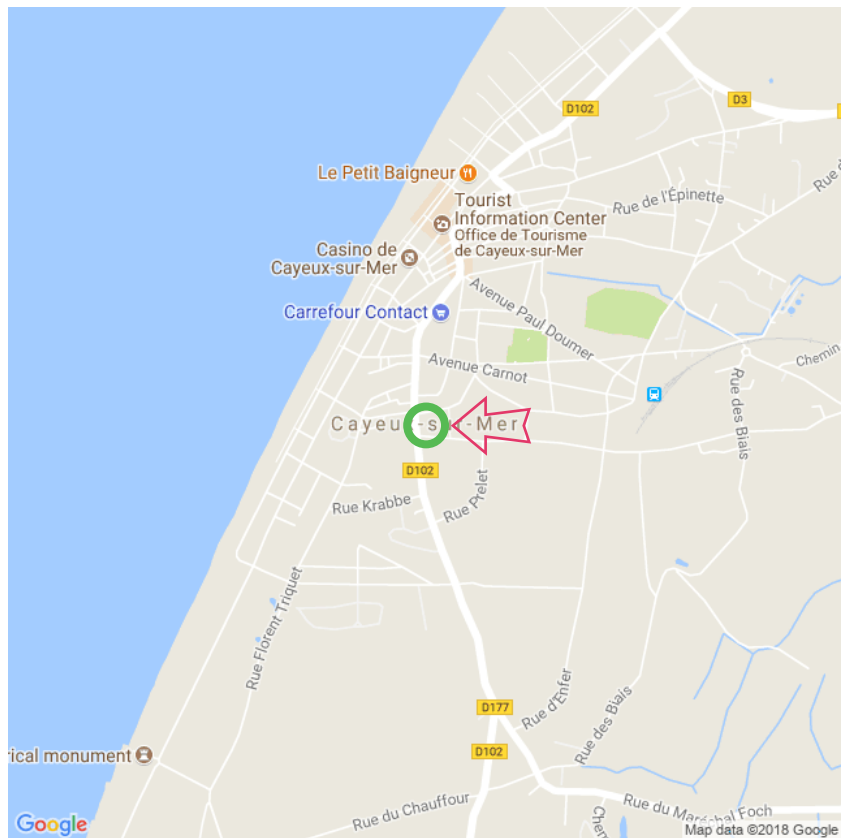 D102
D3
Le Petit Baigneur
Tourist
Information Center
Office de Tourisme
de Cayeux-sur-Mer
Rue de l'Épinette
Casino de
Cayeux-sur-Mer
Carrefour Contact
Avenue Paul Doumer
Avenue Carnot
Chemin
Rue des Biais
D102
Rue Krabbe
Rue Prelet
Rue Florent Triquet
D177
Rue d'Enfer
Rue des Biais
D102
rical monument
Rue du Chauffour
Rue du Maréchal Foch
Google
Map data ©2018 Google